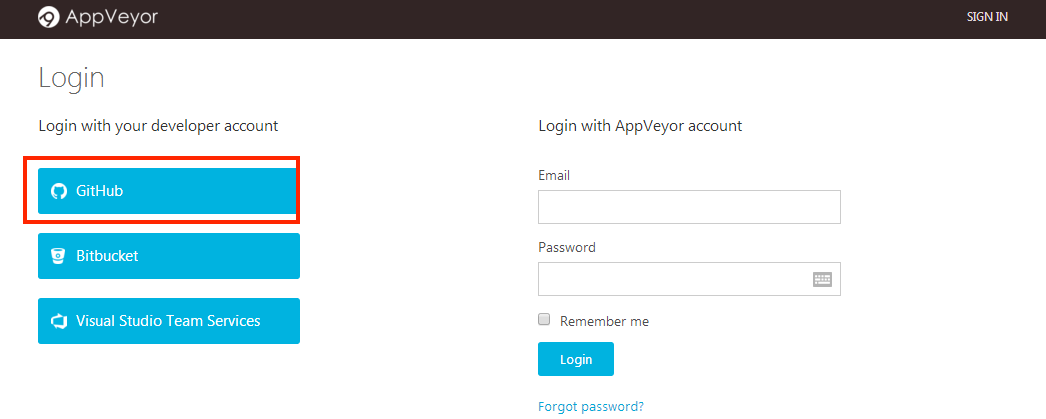 AppVeyor
SIGN IN
Login
Login with your developer account
GitHub
Bitbucket
Visual Studio Team Services
Login with AppVeyor account
Email
Password
Remember me
Login
Forgot password?